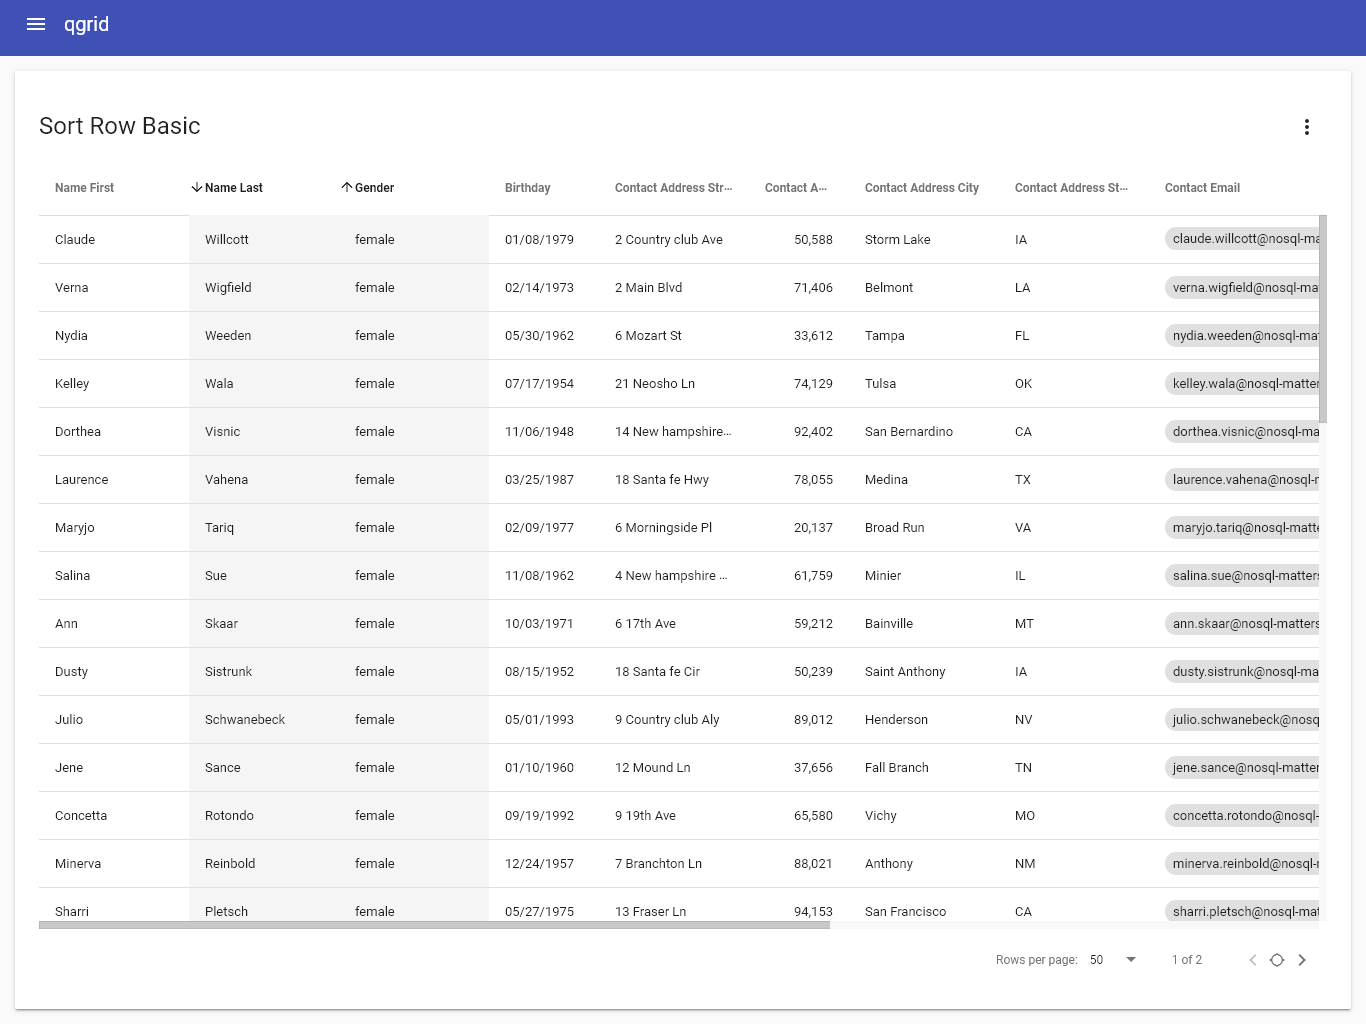 qgrid
Sort Row Basic
Name First Name Last Gender Birthday Contact Address Str... Contact A... Contact Address City Contact Address St... Contact Email
Claude Willcott female 01/08/1979 2 Country club Ave 50,588 Storm Lake IA claude.willcott@nosql-ma
Verna Wigfield female 02/14/1973 2 Main Blvd 71,406 Belmont LA verna.wigfield@nosql-mat
Nydia Weeden female 05/30/1962 6 Mozart St 33,612 Tampa FL nydia.weeden@nosql-mat
Kelley Wala female 07/17/1954 21 Neosho Ln 74,129 Tulsa OK kelley.wala@nosql-matter
Dorthea Visnic female 11/06/1948 14 New hampshire... 92,402 San Bernardino CA dorthea.visnic@nosql-ma
Laurence Vahena female 03/25/1987 18 Santa fe Hwy 78,055 Medina TX laurence.vahena@nosql-m
Maryjo Tariq female 02/09/1977 6 Morningside Pl 20,137 Broad Run VA maryjo.tariq@nosql-matte
Salina Sue female 11/08/1962 4 New hampshire ... 61,759 Minier IL salina.sue@nosql-matters
Ann Skaar female 10/03/1971 6 17th Ave 59,212 Bainville MT ann.skaar@nosql-matters
Dusty Sistrunk female 08/15/1952 18 Santa fe Cir 50,239 Saint Anthony IA dusty.sistrunk@nosql-ma
Julio Schwanebeck female 05/01/1993 9 Country club Aly 89,012 Henderson NV julio.schwanebeck@nosq
Jene Sance female 01/10/1960 12 Mound Ln 37,656 Fall Branch TN jene.sance@nosql-matter
Concetta Rotondo female 09/19/1992 9 19th Ave 65,580 Vichy MO concetta.rotondo@nosql-
Minerva Reinbold female 12/24/1957 7 Branchton Ln 88,021 Anthony NM minerva.reinbold@nosql-m
Sharri Pletsch female 05/27/1975 13 Fraser Ln 94,153 San Francisco CA sharri.pletsch@nosql-mat
Rows per page: 50 1 of 2